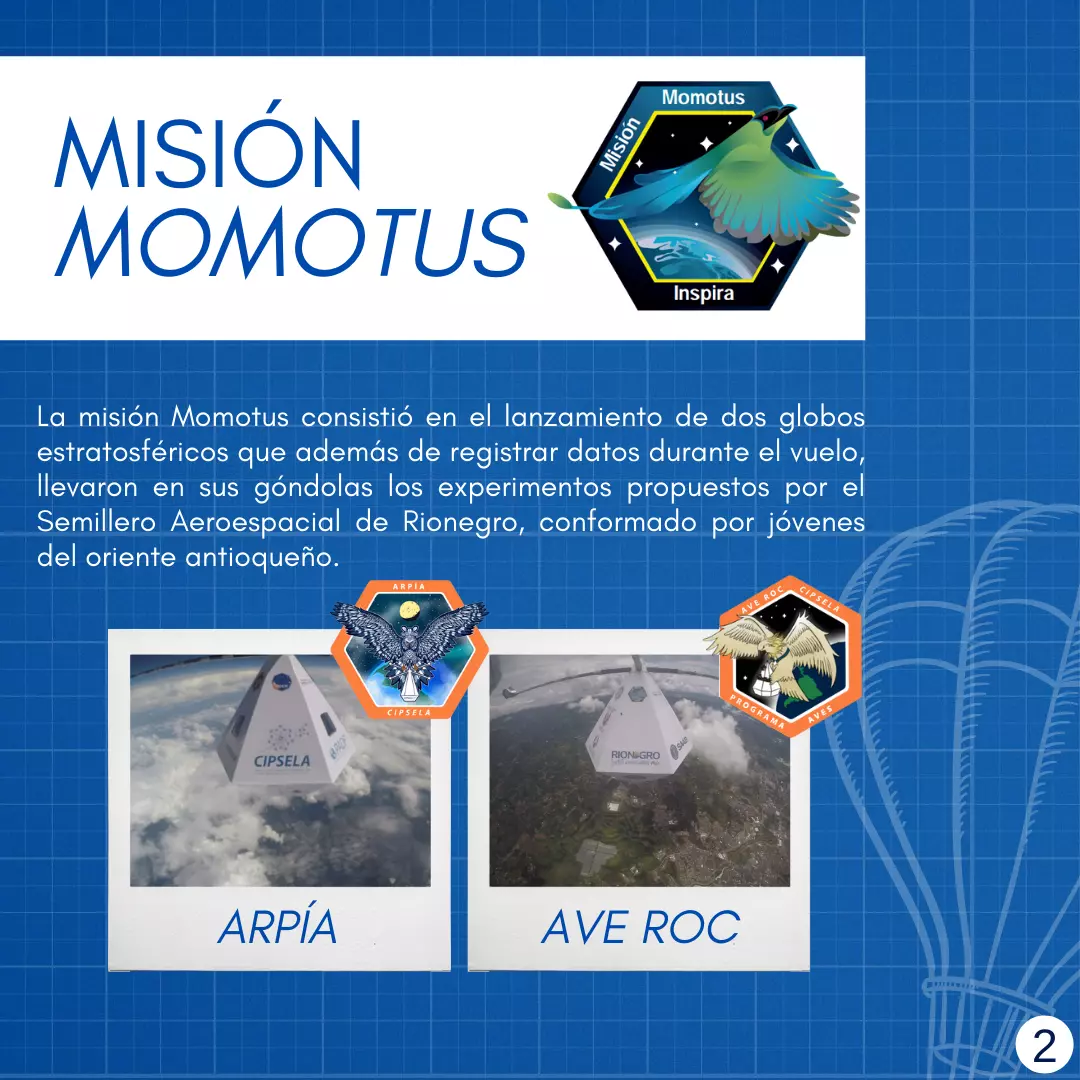 MISIÓN
MOMOTUS
Misión
Momotus
Inspira
La misión Momotus consistió en el lanzamiento de dos globos
estratosféricos que además de registrar datos durante el vuelo,
llevaron en sus góndolas los experimentos propuestos por el
Semillero Aeroespacial de Rionegro, conformado por jóvenes
del oriente antioqueño.
ARPÍA
CIPSELA
AVE ROC CIPSELA
PROGRAMA AVES
CIPSELA
RIONEGRO
ARPÍA
AVE ROC
2